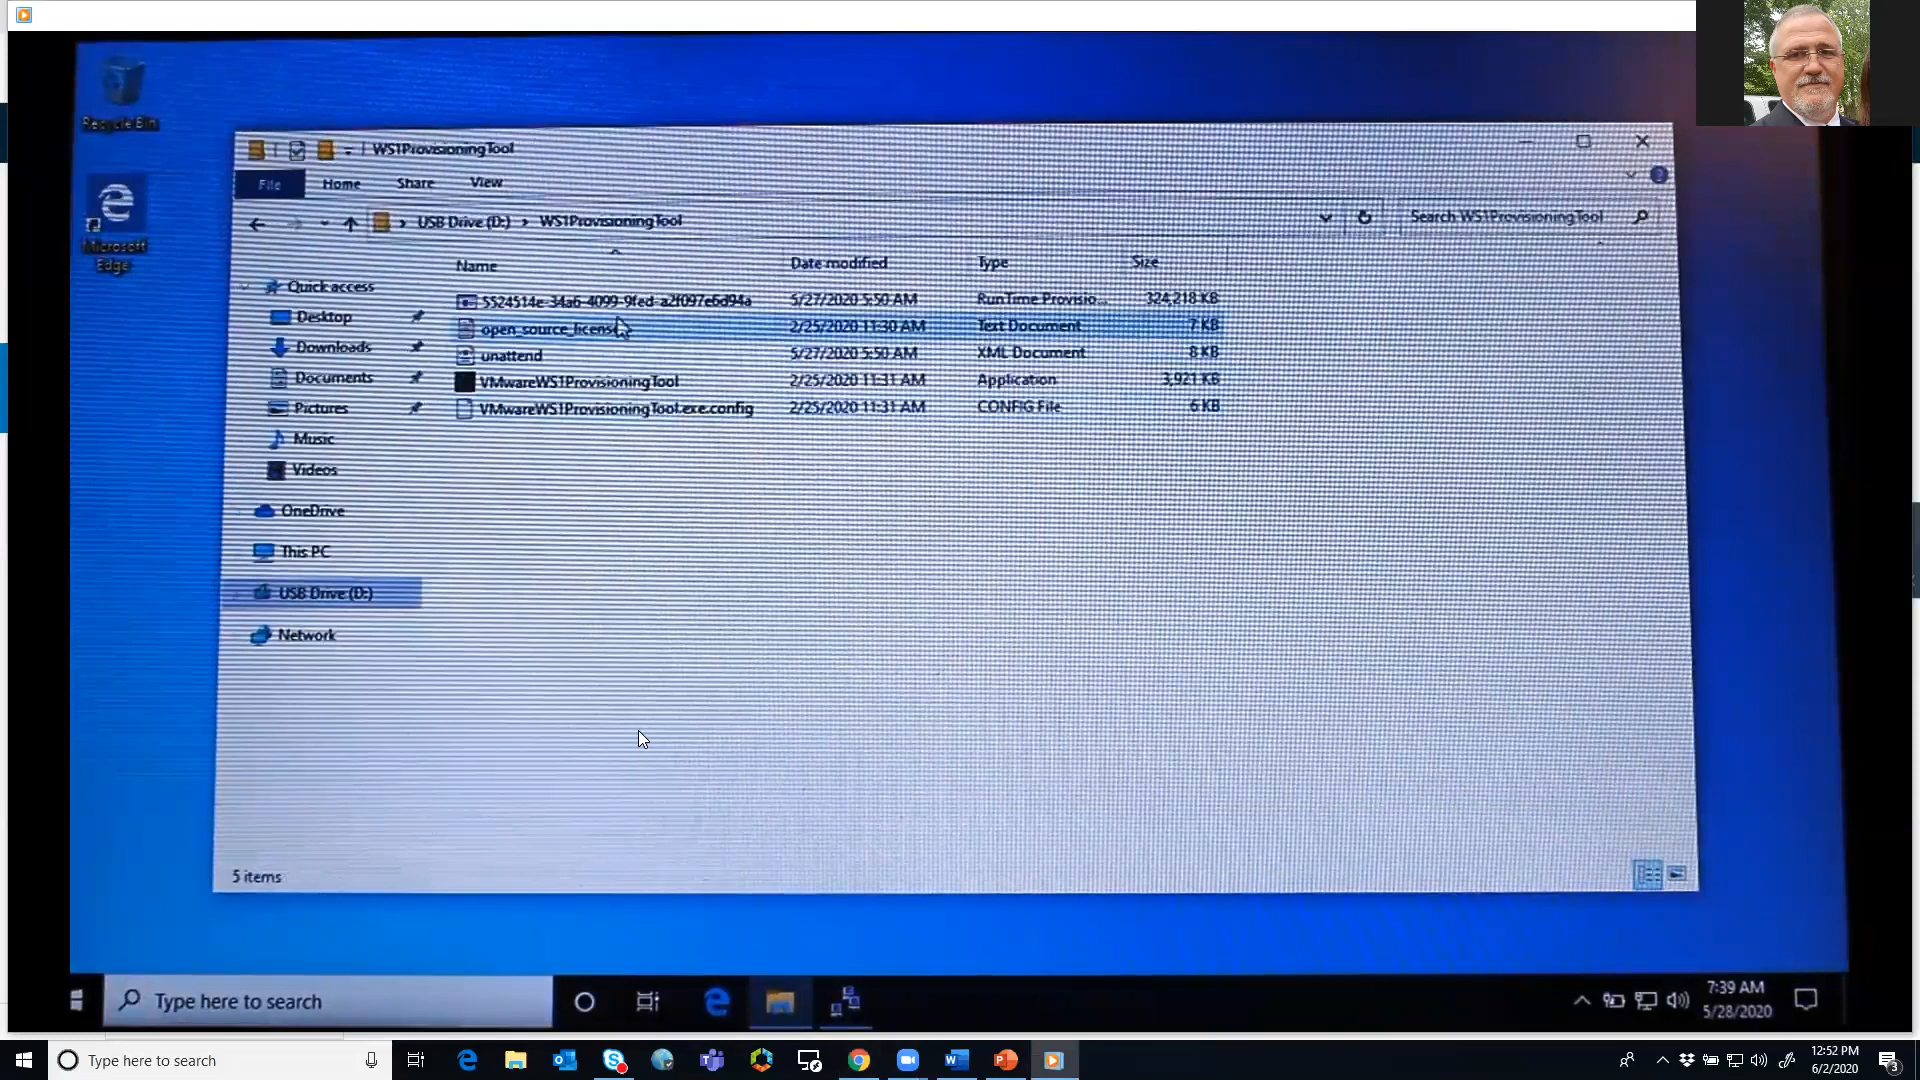 Recycle Bin
Microsoft
Edge
WS1ProvisioningTool
File Home Share View
USB Drive (D:) › WS1ProvisioningTool
Search WS1ProvisioningTool
Name Date modified Type Size
Quick access
Desktop
Downloads
Documents
Pictures
Music
Videos
OneDrive
This PC
USB Drive (D:)
Network
5524514e-34a6-4099-9fed-a2f097e6d94a 5/27/2020 5:50 AM RunTime Provisio... 324,218 KB
open_source_license 2/25/2020 11:30 AM Text Document 7 KB
unattend 5/27/2020 5:50 AM XML Document 8 KB
VMwareWS1ProvisioningTool 2/25/2020 11:31 AM Application 3,921 KB
VMwareWS1ProvisioningTool.exe.config 2/25/2020 11:31 AM CONFIG File 6 KB
5 items
Type here to search
7:39 AM
5/28/2020
Type here to search
12:52 PM
6/2/2020
3